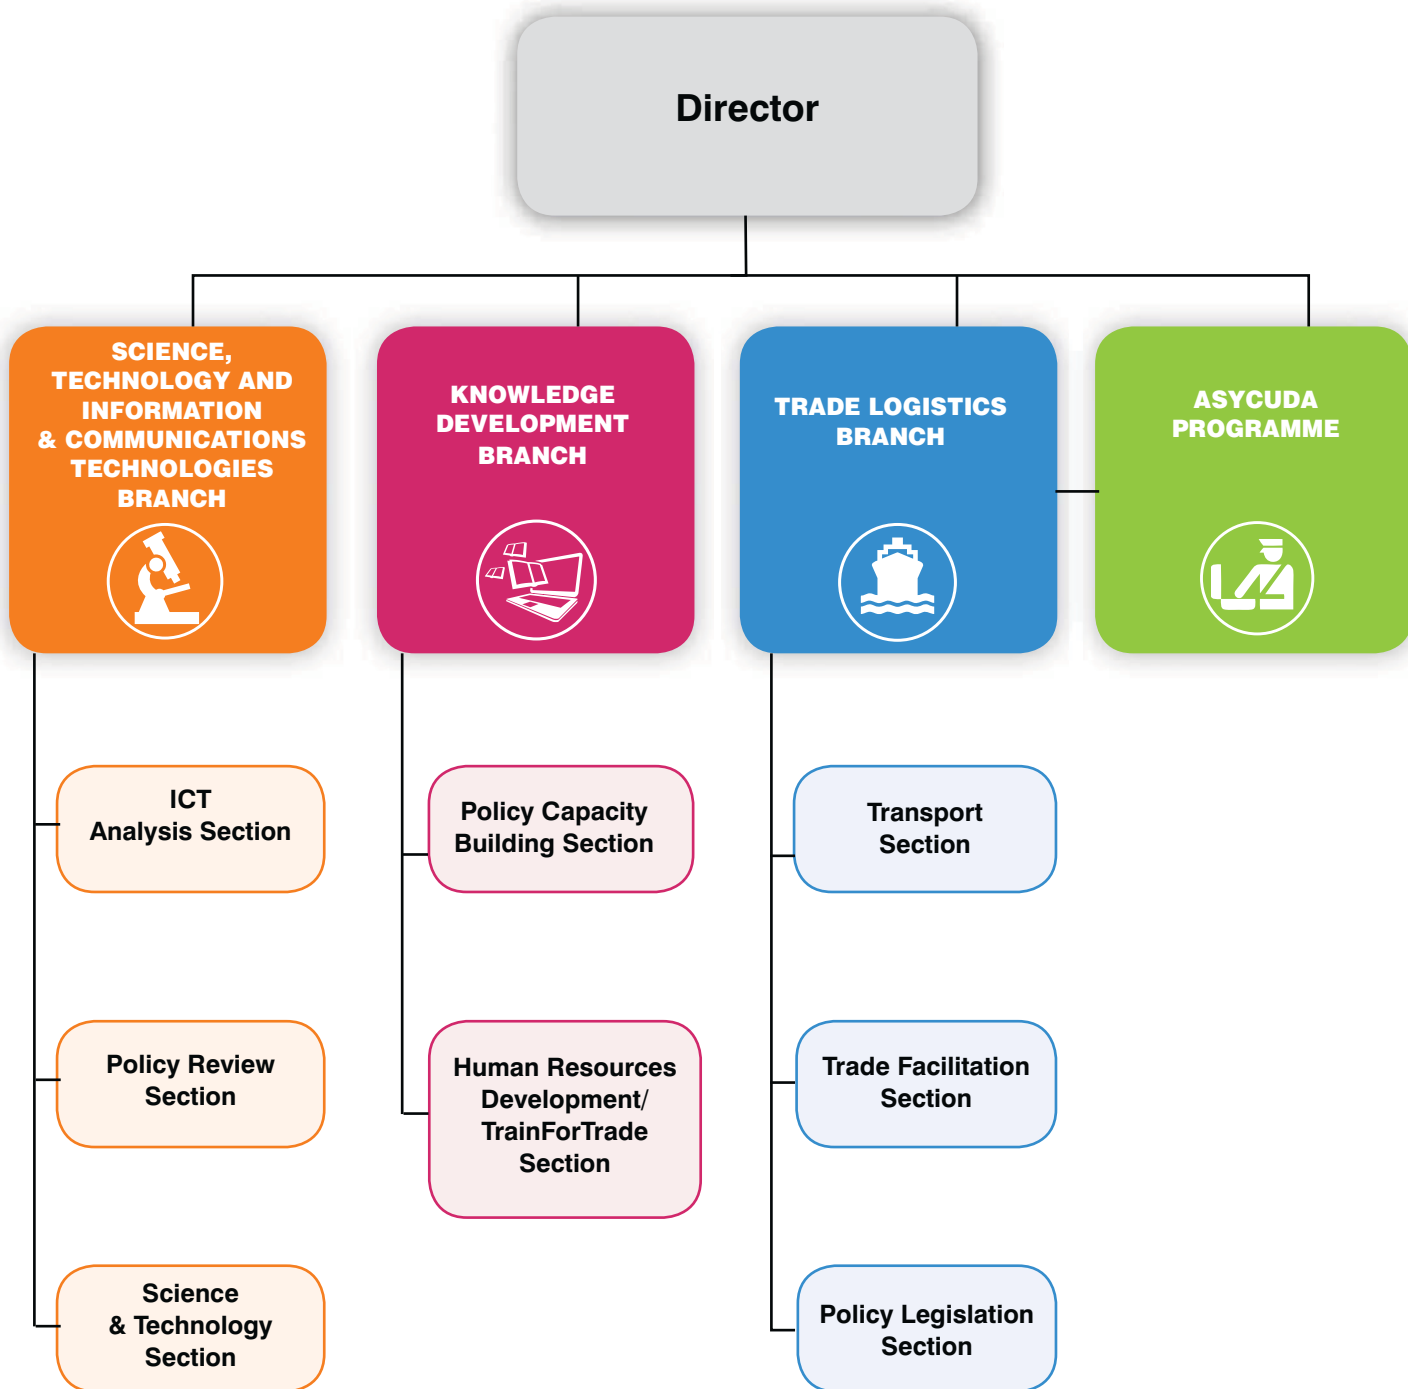 Director
SCIENCE,
TECHNOLOGY AND
INFORMATION
& COMMUNICATIONS
TECHNOLOGIES
BRANCH
KNOWLEDGE
DEVELOPMENT
BRANCH
TRADE LOGISTICS
BRANCH
ASYCUDA
PROGRAMME
ICT
Analysis Section
Policy Capacity
Building Section
Transport
Section
Policy Review
Section
Human Resources
Development/
TrainForTrade
Section
Trade Facilitation
Section
Science
& Technology
Section
Policy Legislation
Section